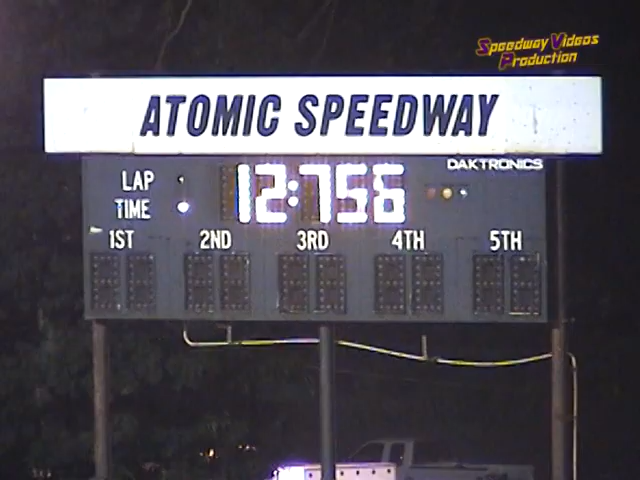 Speedway Videos
Production
ATOMIC SPEEDWAY
DAKTRONICS
LAP
TIME
12:756
1ST 2ND 3RD 4TH 5TH